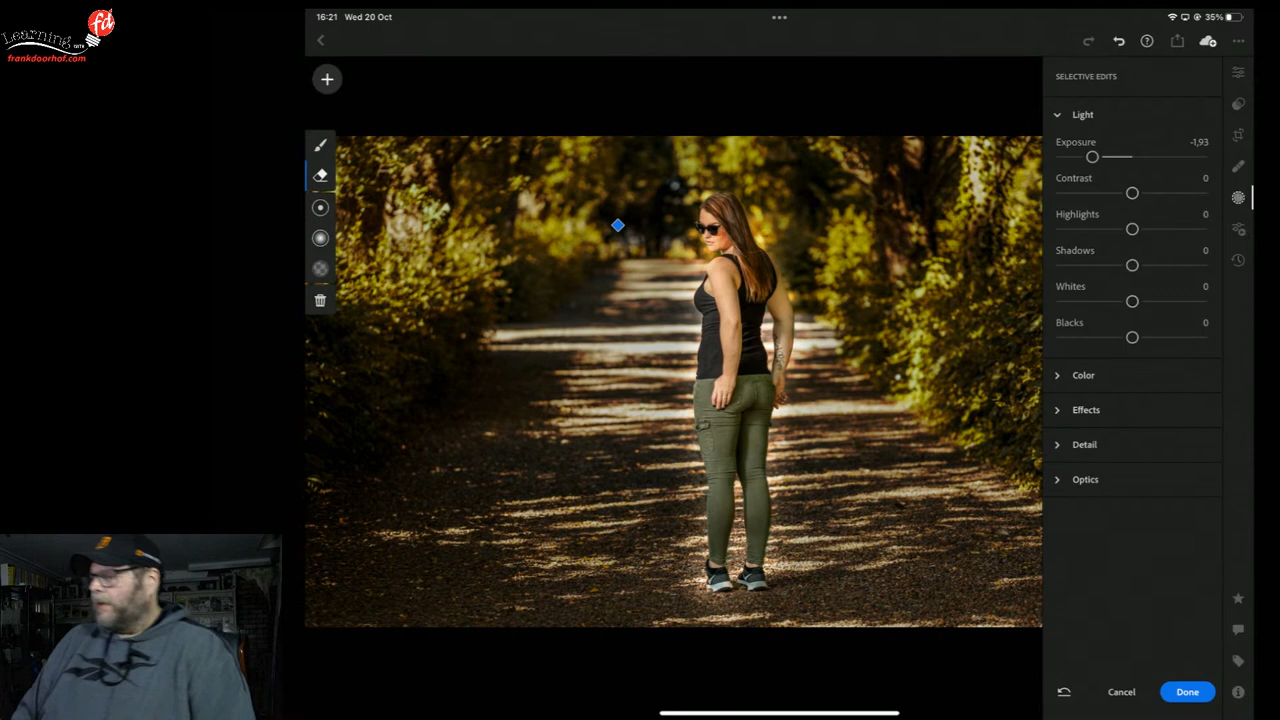 fd
Learning with
frankdoorhof.com
16:21 Wed 20 Oct
35%
SELECTIVE EDITS
Light
Exposure -1,93
Contrast 0
Highlights 0
Shadows 0
Whites 0
Blacks 0
Color
Effects
Detail
Optics
Cancel
Done